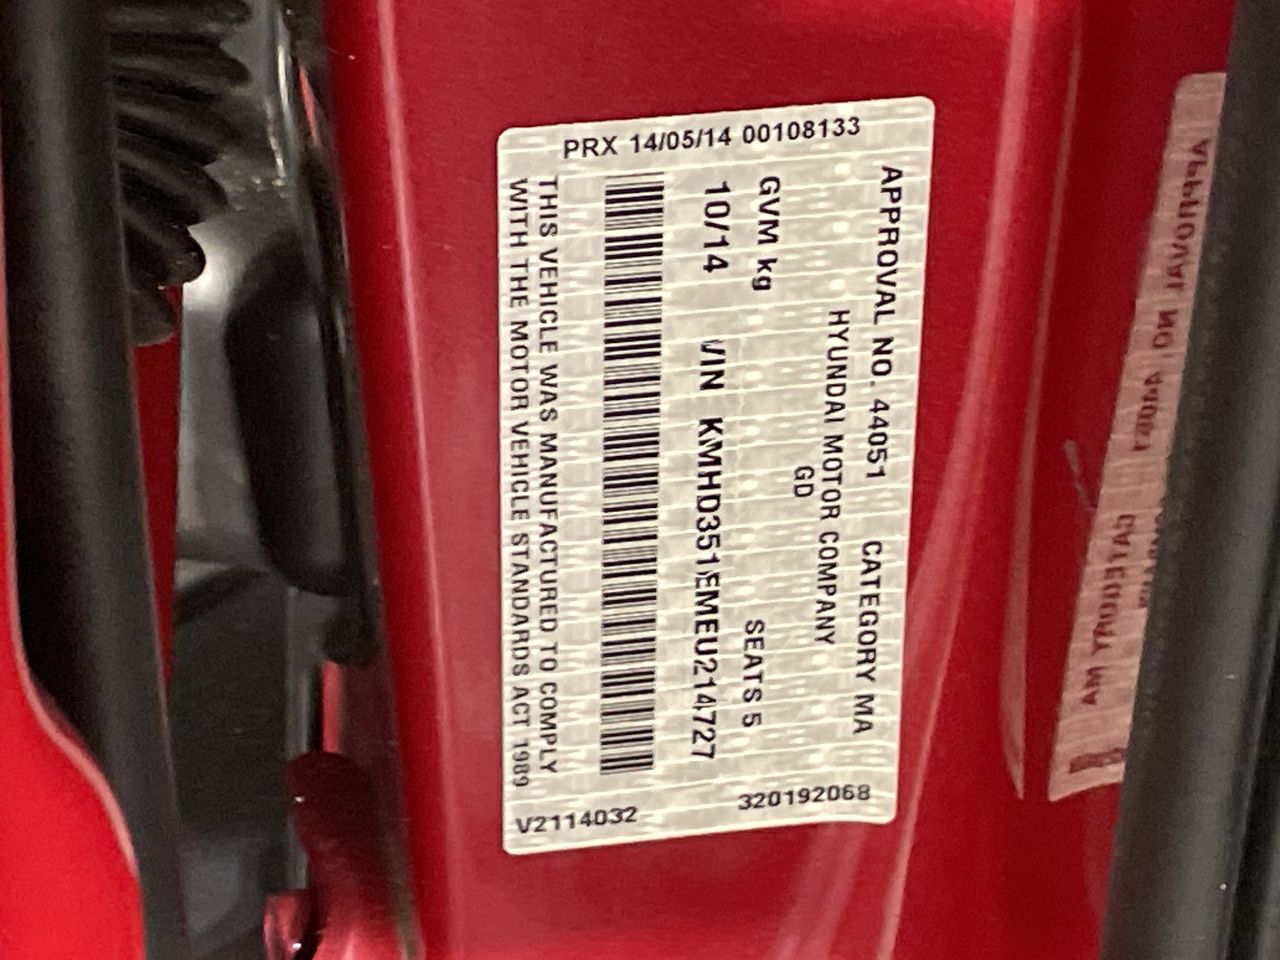 PRX 14/05/14 00108133
APPROVAL NO. 44051 CATEGORY MA
HYUNDAI MOTOR COMPANY
GD
GVM kg SEATS 5
10/14 VIN KMHD351EMEU214727
THIS VEHICLE WAS MANUFACTURED TO COMPLY
WITH THE MOTOR VEHICLE STANDARDS ACT 1989
V2114032 320192068